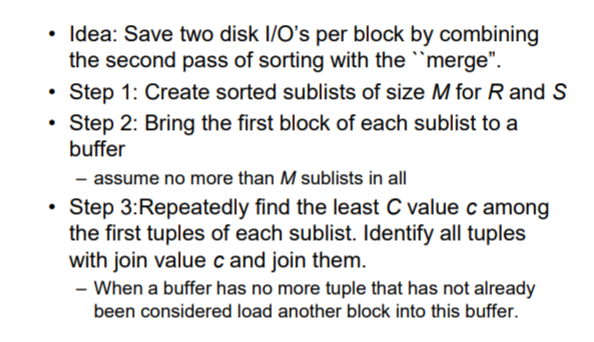 • Idea: Save two disk I/O's per block by combining
the second pass of sorting with the ``merge”.
• Step 1: Create sorted sublists of size M for R and S
• Step 2: Bring the first block of each sublist to a
buffer
– assume no more than M sublists in all
• Step 3:Repeatedly find the least C value c among
the first tuples of each sublist. Identify all tuples
with join value c and join them.
– When a buffer has no more tuple that has not already
been considered load another block into this buffer.